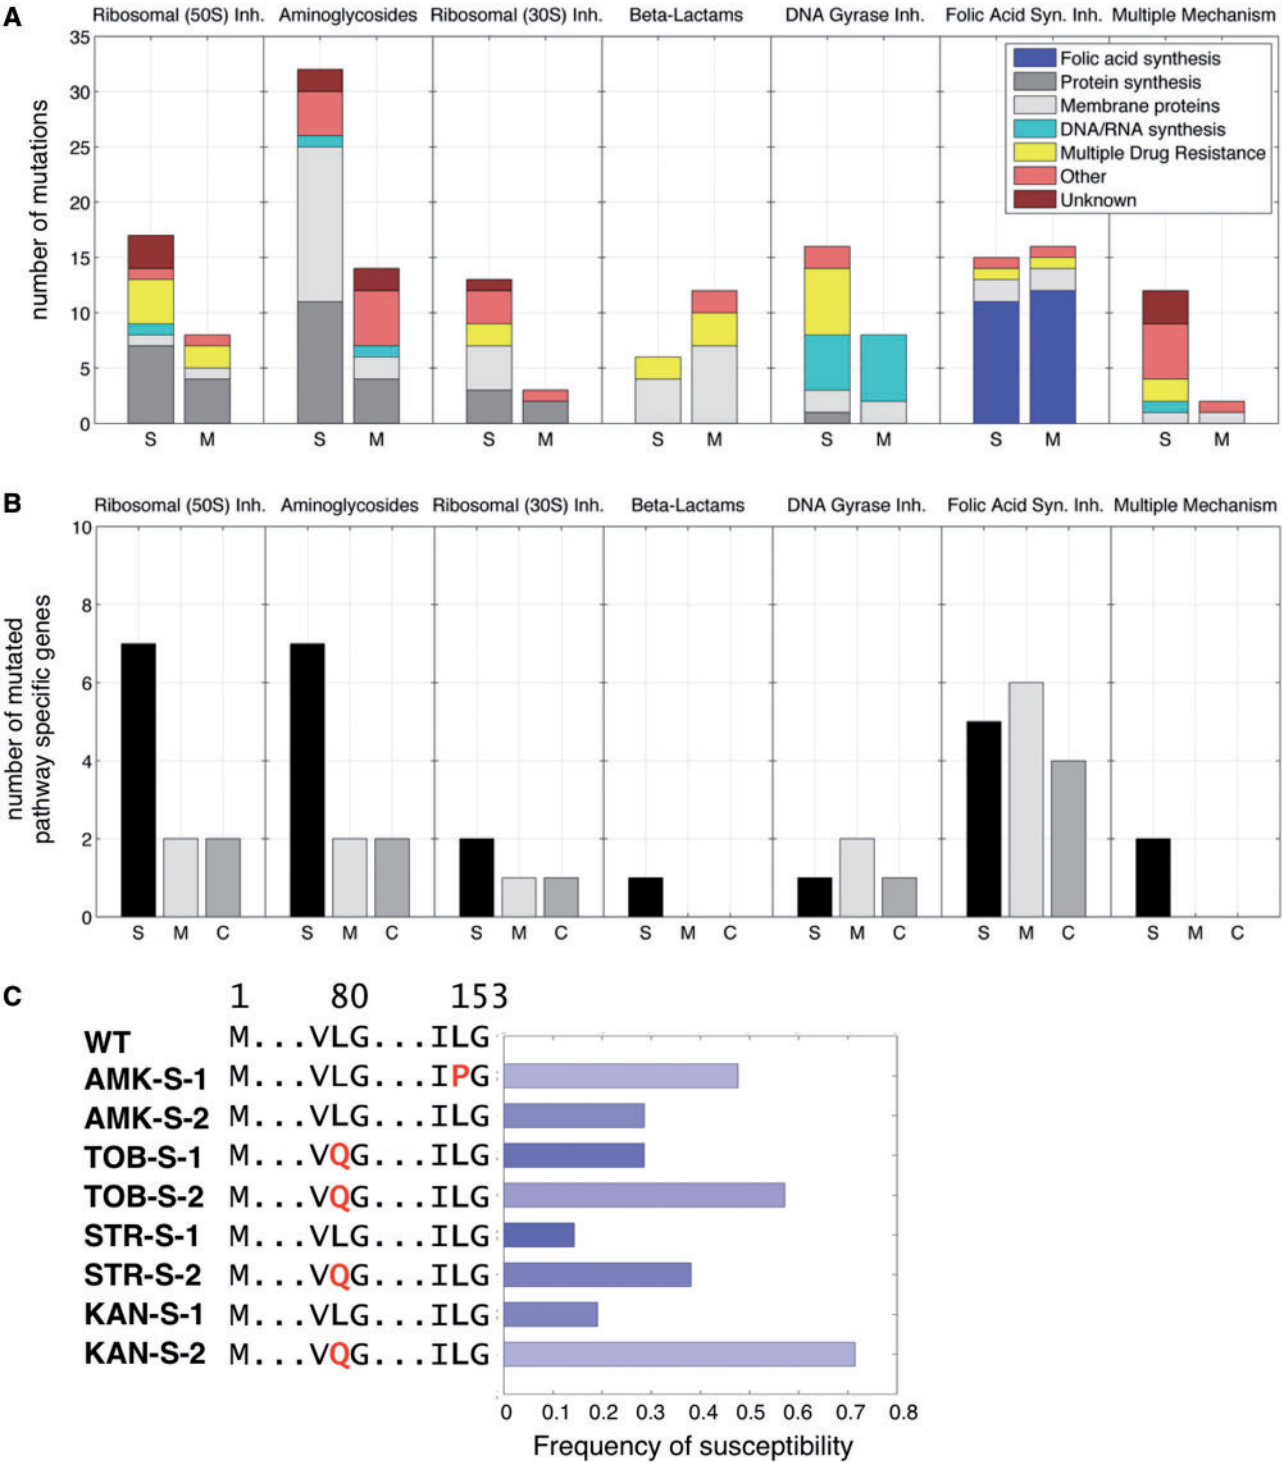 A
Ribosomal (50S) Inh. Aminoglycosides Ribosomal (30S) Inh. Beta-Lactams DNA Gyrase Inh. Folic Acid Syn. Inh. Multiple Mechanism
number of mutations
35
30
25
20
15
10
5
0
Folic acid synthesis
Protein synthesis
Membrane proteins
DNA/RNA synthesis
Multiple Drug Resistance
Other
Unknown
S M S M S M S M S M S M S M
B
Ribosomal (50S) Inh. Aminoglycosides Ribosomal (30S) Inh. Beta-Lactams DNA Gyrase Inh. Folic Acid Syn. Inh. Multiple Mechanism
number of mutated
pathway specific genes
10
8
6
4
2
0
S M C S M C S M C S M C S M C S M C S M C
C
1 80 153
WT M...VLG...ILG
AMK-S-1 M...VLG...IPG
AMK-S-2 M...VLG...ILG
TOB-S-1 M...VQG...ILG
TOB-S-2 M...VQG...ILG
STR-S-1 M...VLG...ILG
STR-S-2 M...VQG...ILG
KAN-S-1 M...VLG...ILG
KAN-S-2 M...VQG...ILG
0 0.1 0.2 0.3 0.4 0.5 0.6 0.7 0.8
Frequency of susceptibility